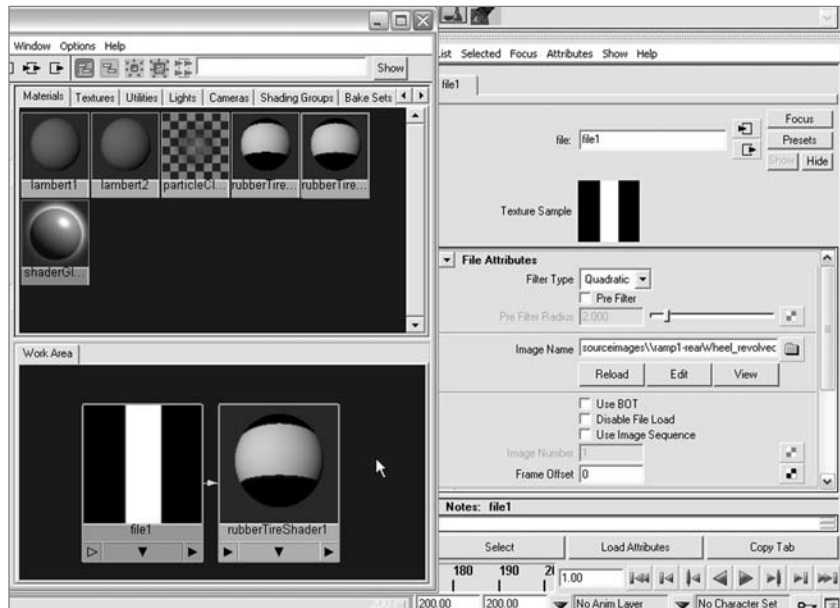 Window Options Help
Show
Materials Textures Utilities Lights Cameras Shading Groups Bake Sets
lambert1 lambert2 particleCl... rubberTire... rubberTire...
shaderGl...
Work Area
file1 rubberTireShader1
List Selected Focus Attributes Show Help
file1
file: file1
Focus
Presets
Show Hide
Texture Sample
File Attributes
Filter Type Quadratic
Pre Filter
Pre Filter Radius 2.000
Image Name sourceimages\\ramp1-rearWheel_revolvec
Reload Edit View
Use BOT
Disable File Load
Use Image Sequence
Image Number 1
Frame Offset 0
Notes: file1
Select Load Attributes Copy Tab
180 190 1.00
200.00 200.00 No Anim Layer No Character Set